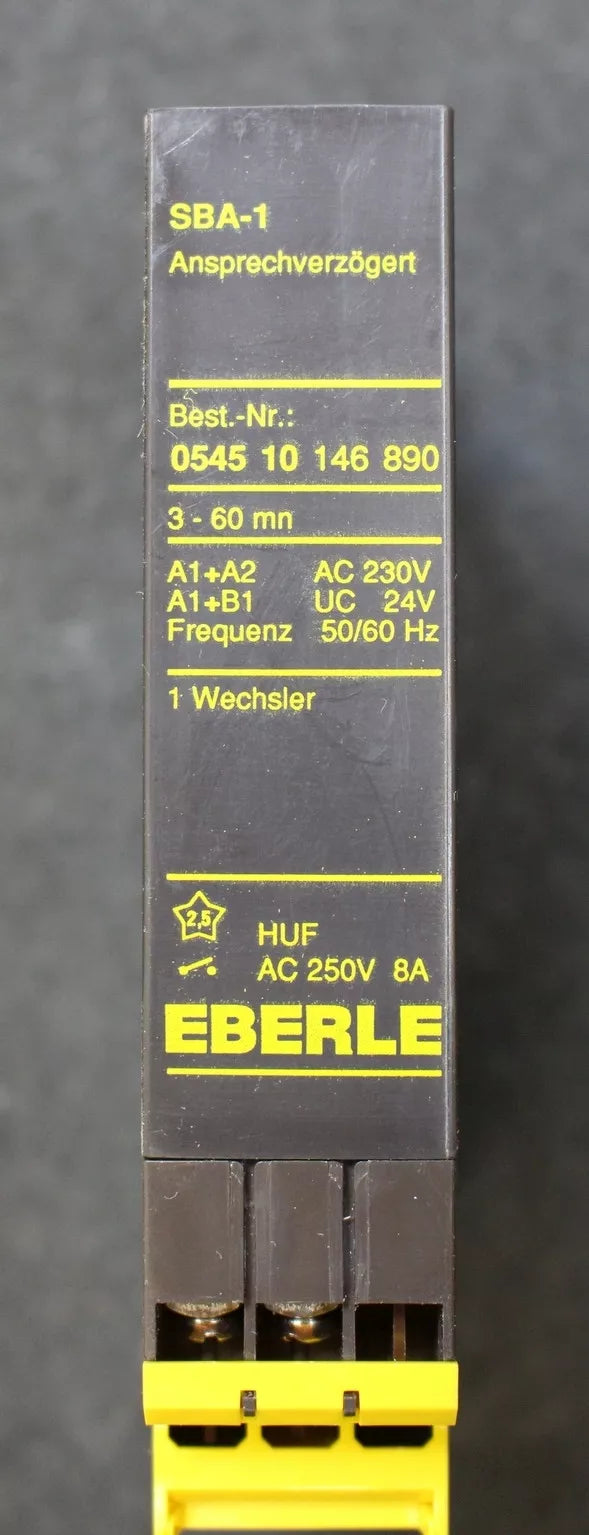 SBA-1
Ansprechverzögert
Best.-Nr.:
0545 10 146 890
3 - 60 mn
A1+A2 AC 230V
A1+B1 UC 24V
Frequenz 50/60 Hz
1 Wechsler
2,5 HUF
AC 250V 8A
EBERLE